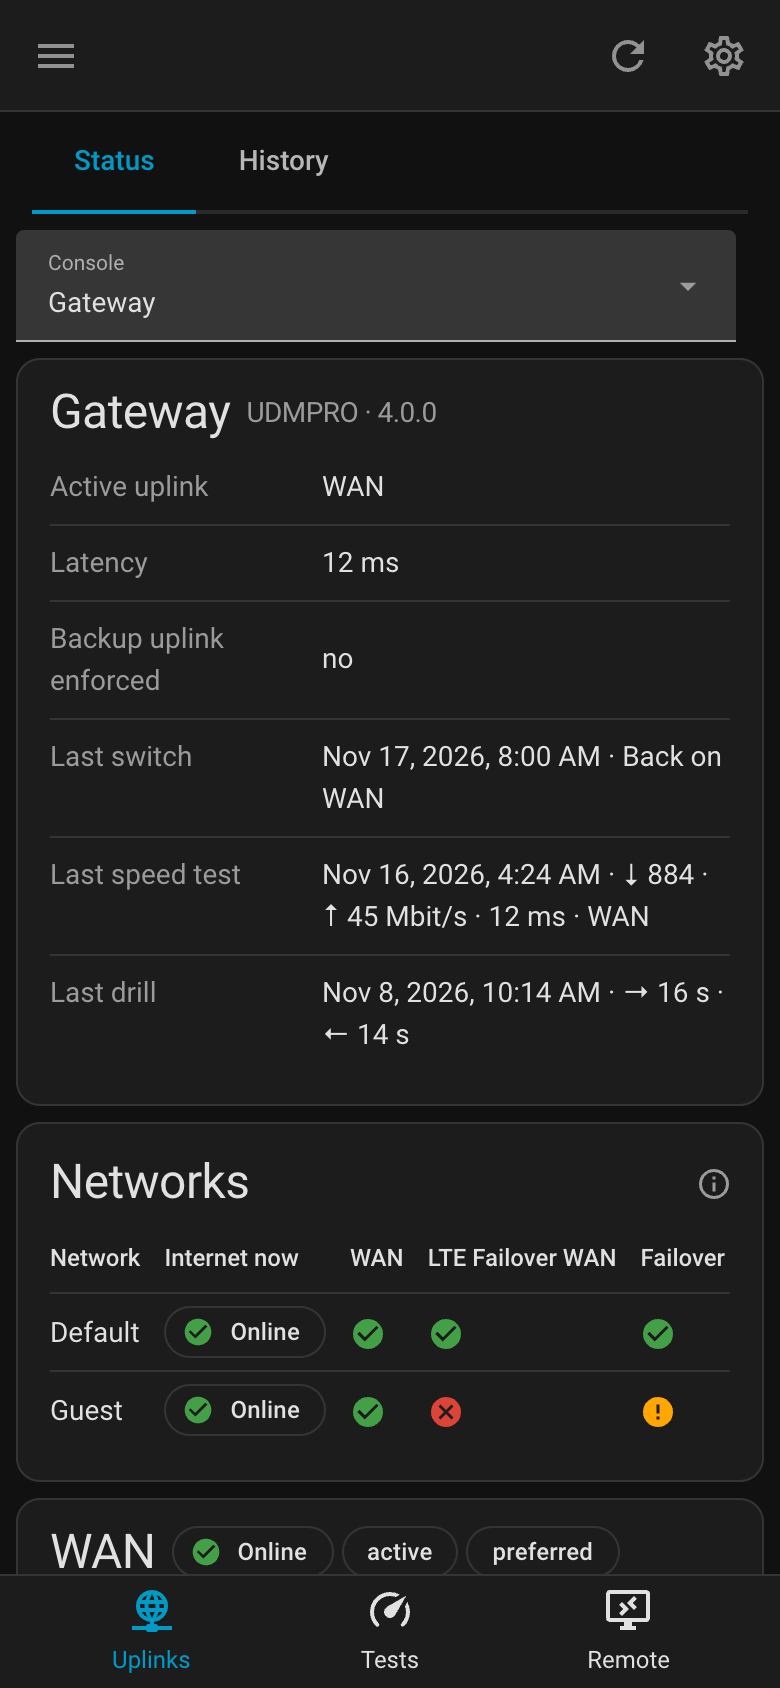 Status History
Console
Gateway
Gateway UDMPRO · 4.0.0
Active uplink WAN
Latency 12 ms
Backup uplink enforced no
Last switch Nov 17, 2026, 8:00 AM · Back on
WAN
Last speed test Nov 16, 2026, 4:24 AM · ↓ 884 ·
↑ 45 Mbit/s · 12 ms · WAN
Last drill Nov 8, 2026, 10:14 AM · → 16 s ·
← 14 s
Networks
Network Internet now WAN LTE Failover WAN Failover
Default Online
Guest Online
WAN Online active preferred
Uplinks Tests Remote